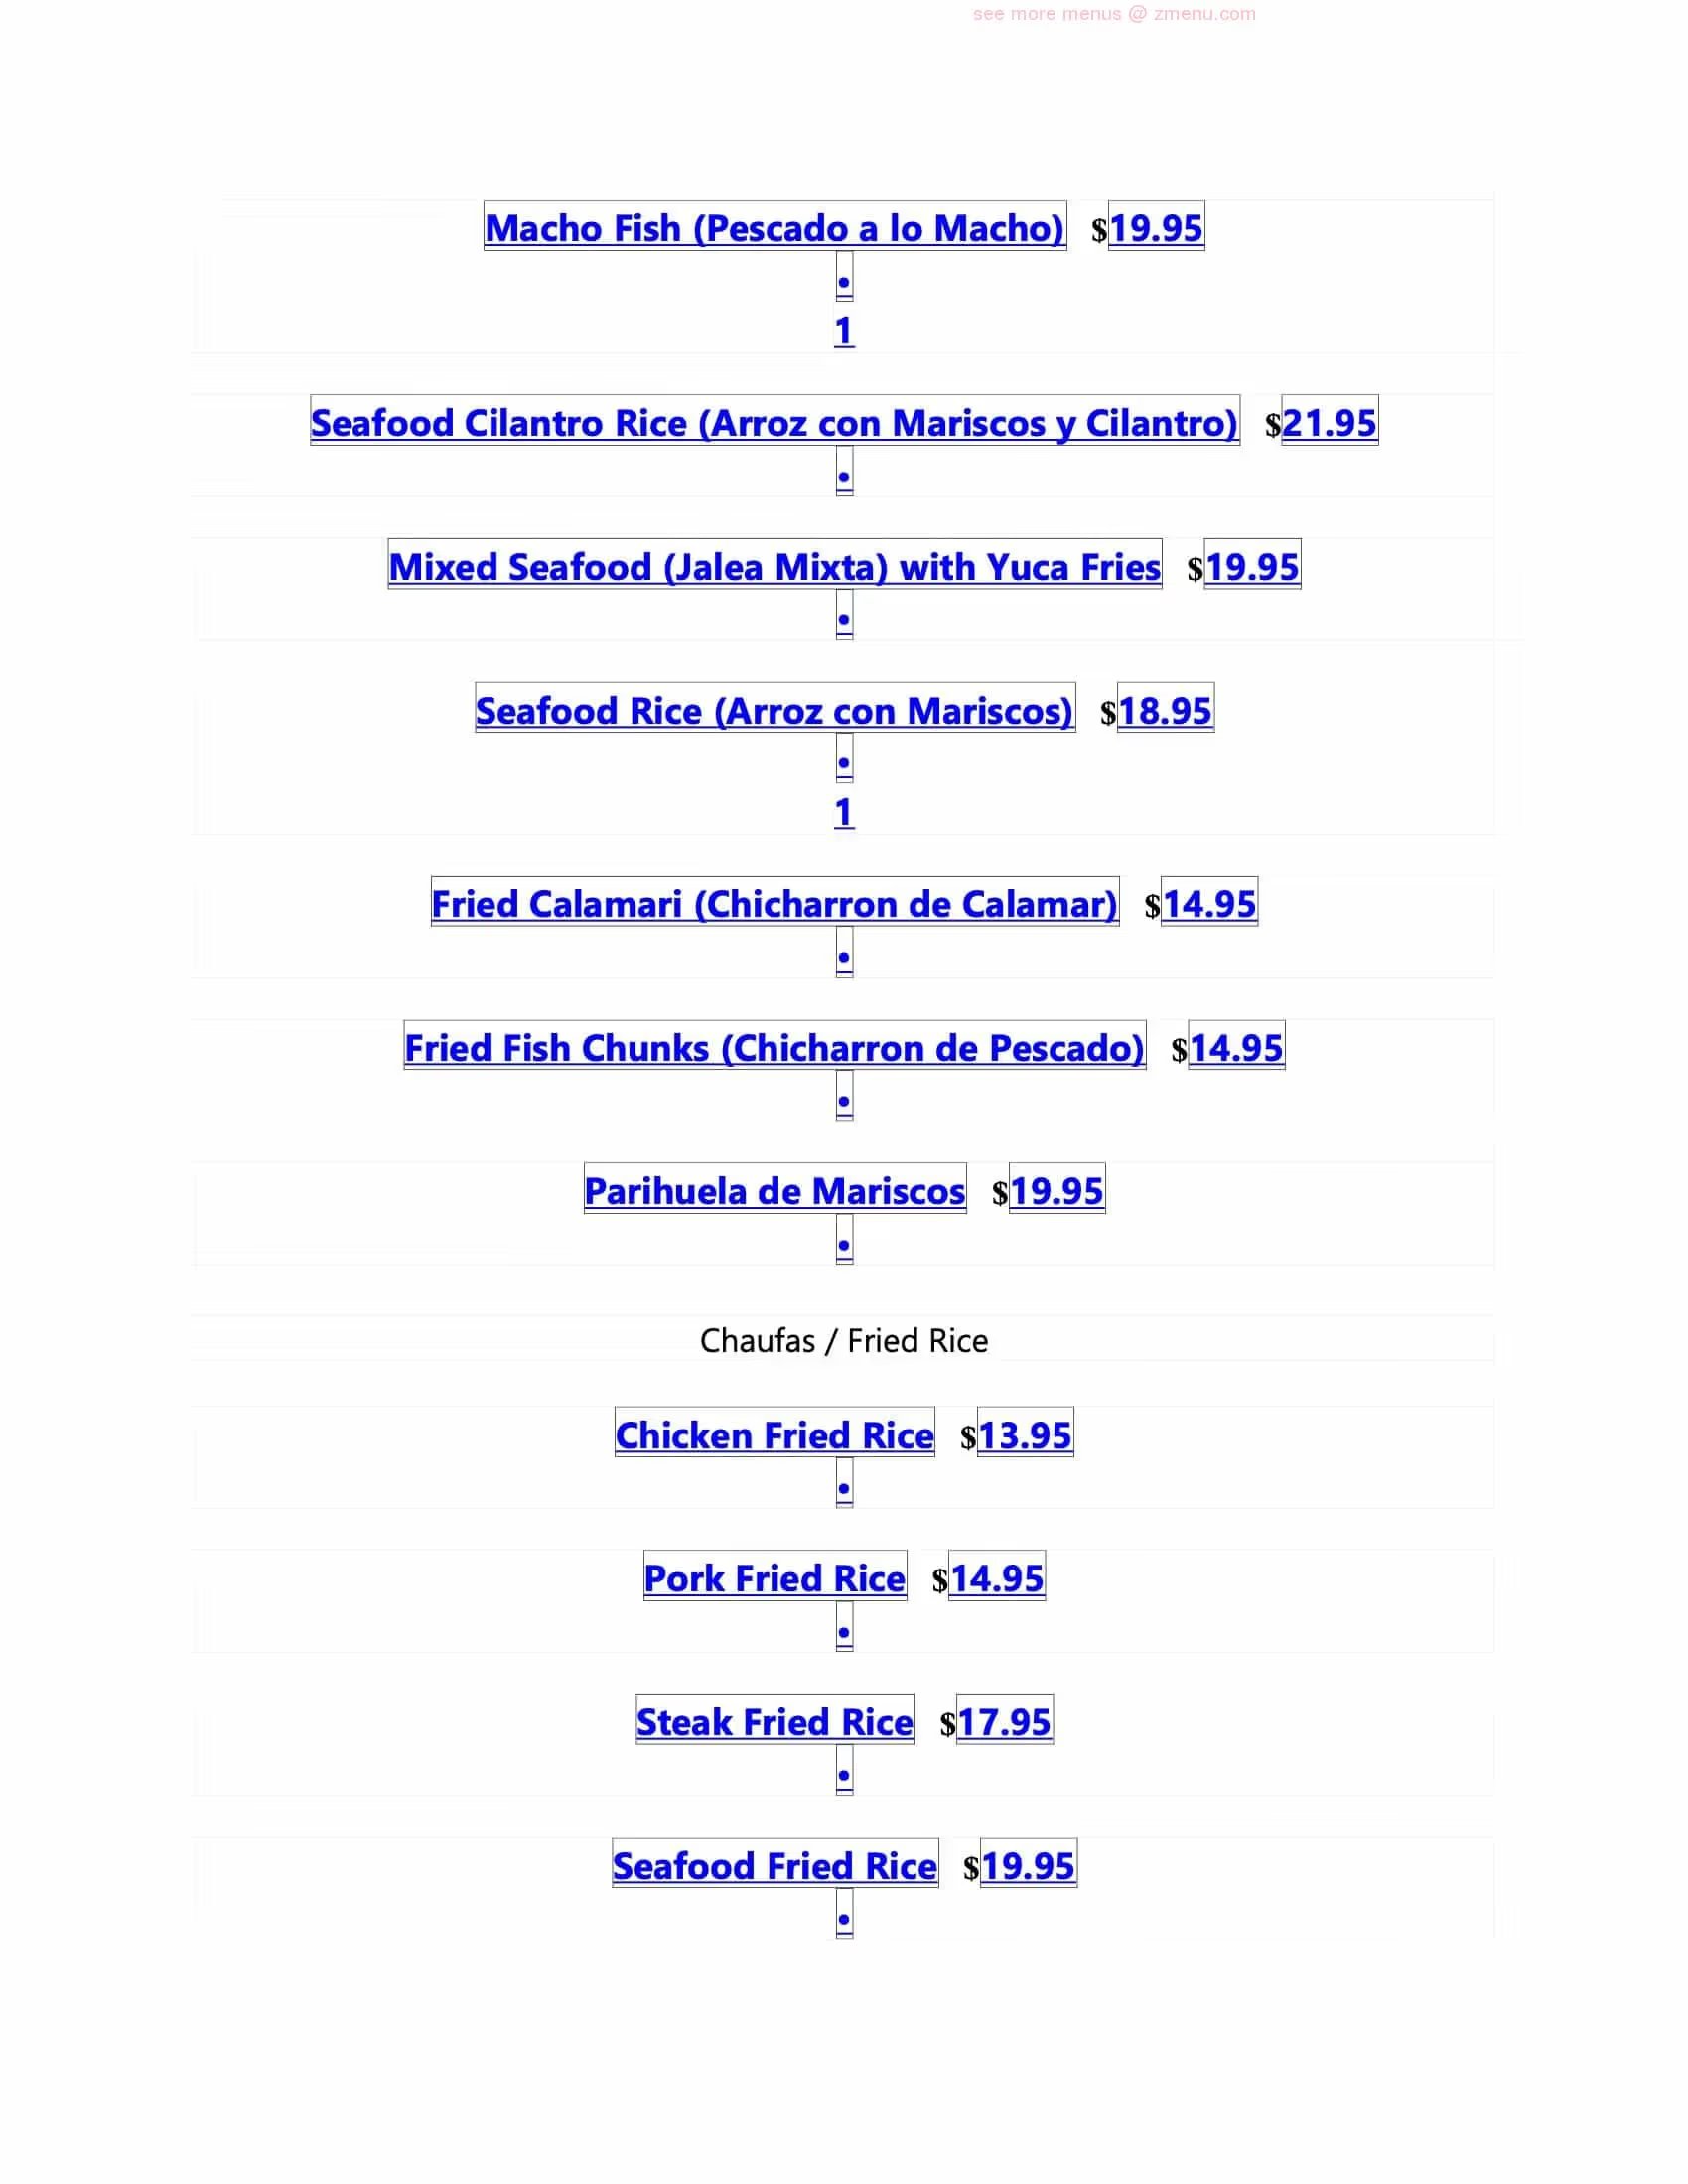 see more menus @ zmenu.com
Macho Fish (Pescado a lo Macho) $19.95
•
1
Seafood Cilantro Rice (Arroz con Mariscos y Cilantro) $21.95
•
Mixed Seafood (Jalea Mixta) with Yuca Fries $19.95
•
Seafood Rice (Arroz con Mariscos) $18.95
•
1
Fried Calamari (Chicharron de Calamar) $14.95
•
Fried Fish Chunks (Chicharron de Pescado) $14.95
•
Parihuela de Mariscos $19.95
•
Chaufas / Fried Rice
Chicken Fried Rice $13.95
•
Pork Fried Rice $14.95
•
Steak Fried Rice $17.95
•
Seafood Fried Rice $19.95
•